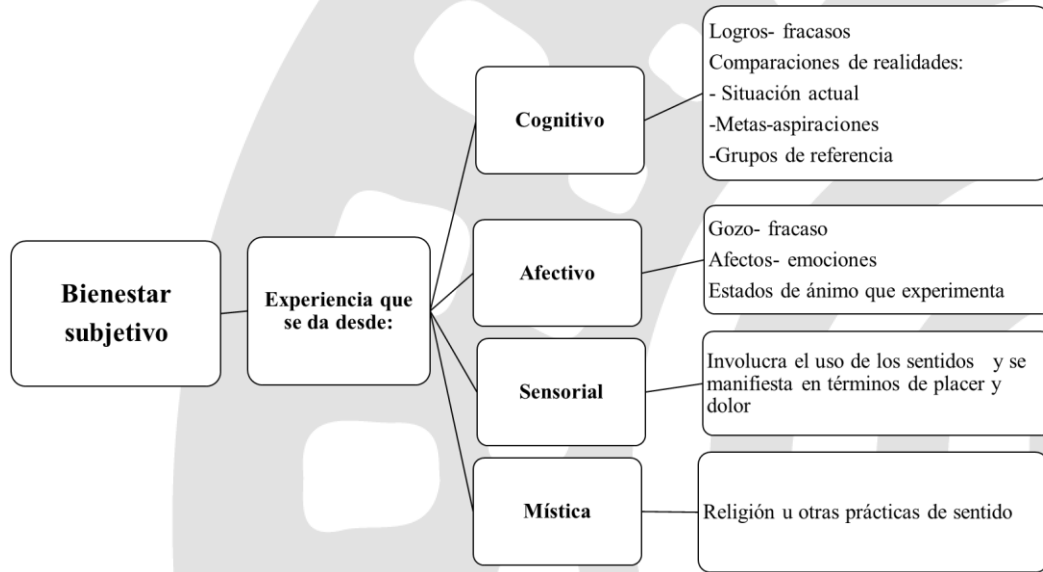 Bienestar
subjetivo
Experiencia que
se da desde:
Cognitivo
Logros- fracasos
Comparaciones de realidades:
- Situación actual
-Metas-aspiraciones
-Grupos de referencia
Afectivo
Gozo- fracaso
Afectos- emociones
Estados de ánimo que experimenta
Sensorial
Involucra el uso de los sentidos y se
manifiesta en términos de placer y
dolor
Mística
Religión u otras prácticas de sentido